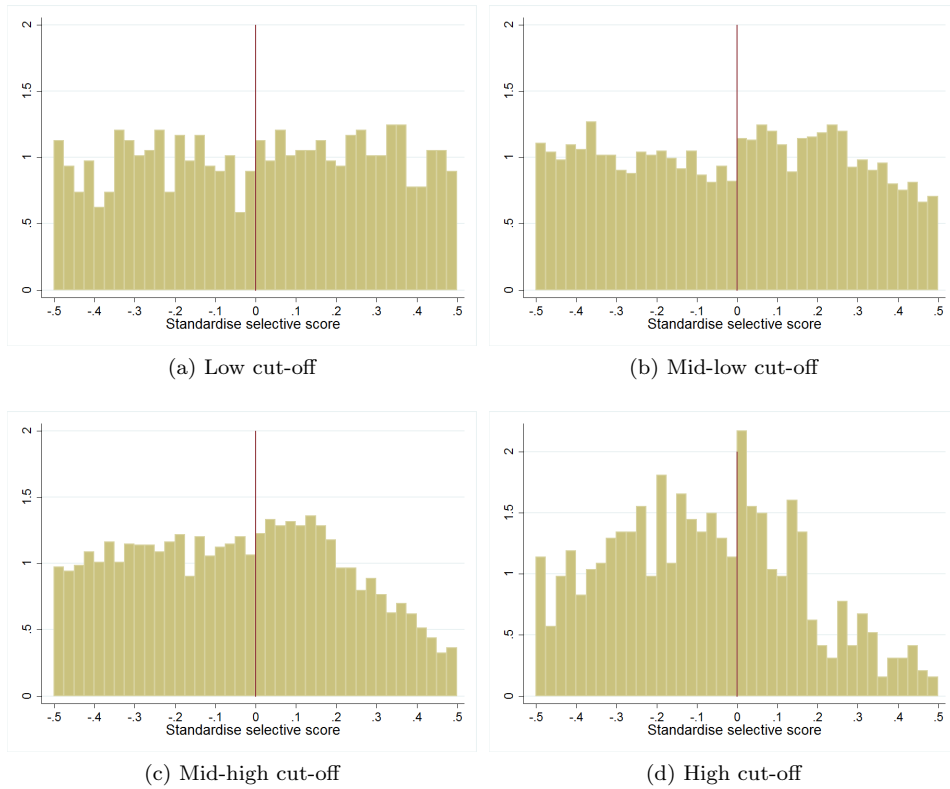 2
1.5
1
.5
0
-.5 -.4 -.3 -.2 -.1 0 .1 .2 .3 .4 .5
Standardise selective score
(a) Low cut-off
2
1.5
1
.5
0
-.5 -.4 -.3 -.2 -.1 0 .1 .2 .3 .4 .5
Standardise selective score
(b) Mid-low cut-off
2
1.5
1
.5
0
-.5 -.4 -.3 -.2 -.1 0 .1 .2 .3 .4 .5
Standardise selective score
(c) Mid-high cut-off
2
1.5
1
.5
0
-.5 -.4 -.3 -.2 -.1 0 .1 .2 .3 .4 .5
Standardise selective score
(d) High cut-off